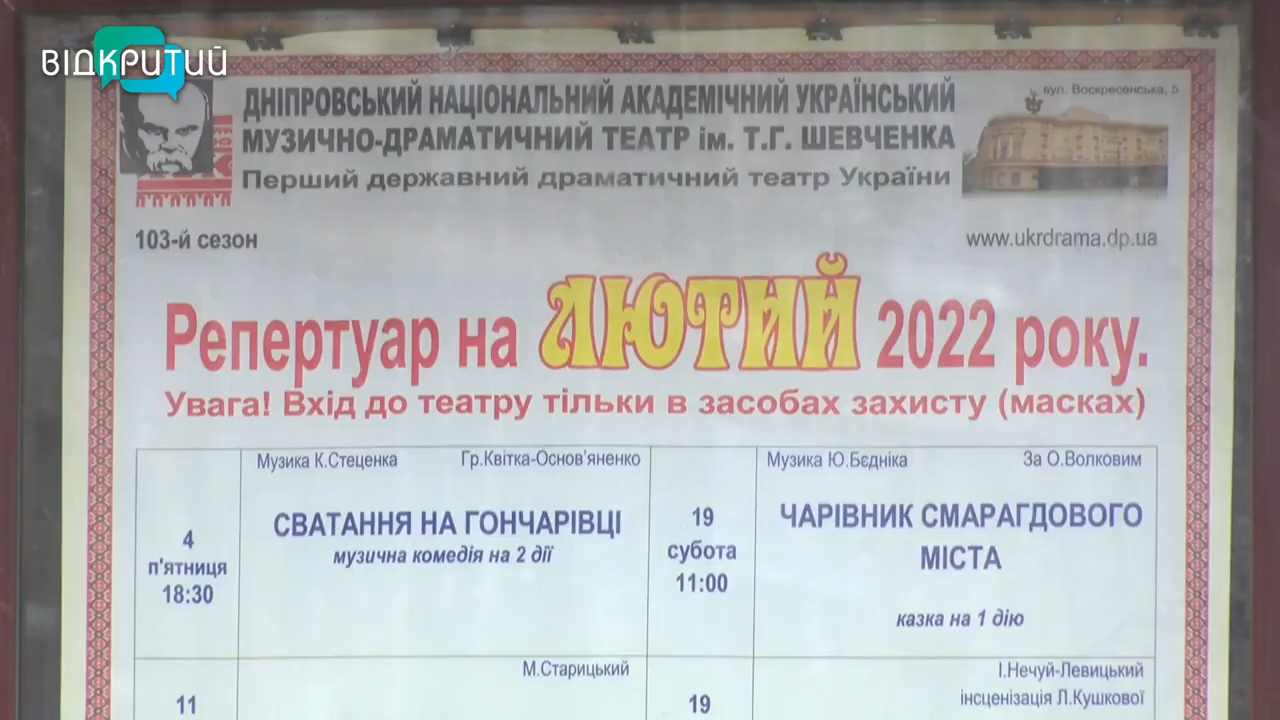 ВІДКРИТИЙ
ДНІПРОВСЬКИЙ НАЦІОНАЛЬНИЙ АКАДЕМІЧНИЙ УКРАЇНСЬКИЙ
МУЗИЧНО-ДРАМАТИЧНИЙ ТЕАТР ім. Т.Г. ШЕВЧЕНКА
Перший державний драматичний театр України
вул. Воскресенська, 5
103-й сезон
www.ukrdrama.dp.ua
Репертуар на ЛЮТИЙ 2022 року.
Увага! Вхід до театру тільки в засобах захисту (масках)
4
п'ятниця
18:30
Музика К.Стеценка Гр.Квітка-Основ'яненко
СВАТАННЯ НА ГОНЧАРІВЦІ
музична комедія на 2 дії
19
субота
11:00
Музика Ю.Бєдніка За О.Волковим
ЧАРІВНИК СМАРАГДОВОГО
МІСТА
казка на 1 дію
11
М.Старицький
19
І.Нечуй-Левицький
інсценізація Л.Кушкової